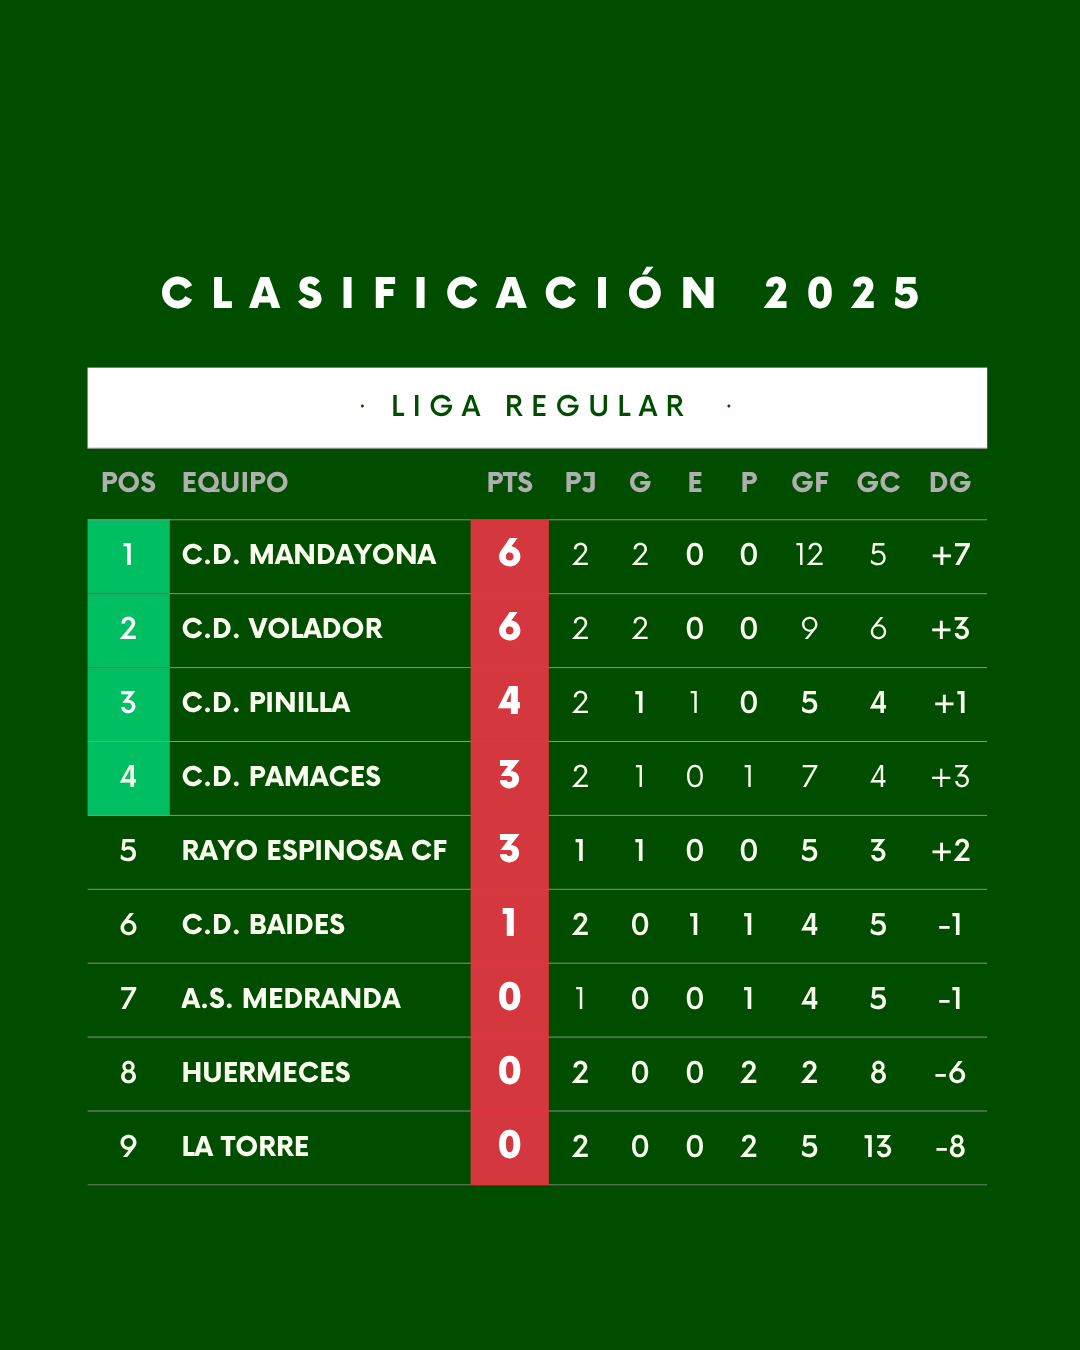 CLASIFICACIÓN 2025
· LIGA REGULAR ·
POS EQUIPO PTS PJ G E P GF GC DG
1 C.D. MANDAYONA 6 2 2 0 0 12 5 +7
2 C.D. VOLADOR 6 2 2 0 0 9 6 +3
3 C.D. PINILLA 4 2 1 1 0 5 4 +1
4 C.D. PAMACES 3 2 1 0 1 7 4 +3
5 RAYO ESPINOSA CF 3 1 1 0 0 5 3 +2
6 C.D. BAIDES 1 2 0 1 1 4 5 -1
7 A.S. MEDRANDA 0 1 0 0 1 4 5 -1
8 HUERMECES 0 2 0 0 2 2 8 -6
9 LA TORRE 0 2 0 0 2 5 13 -8